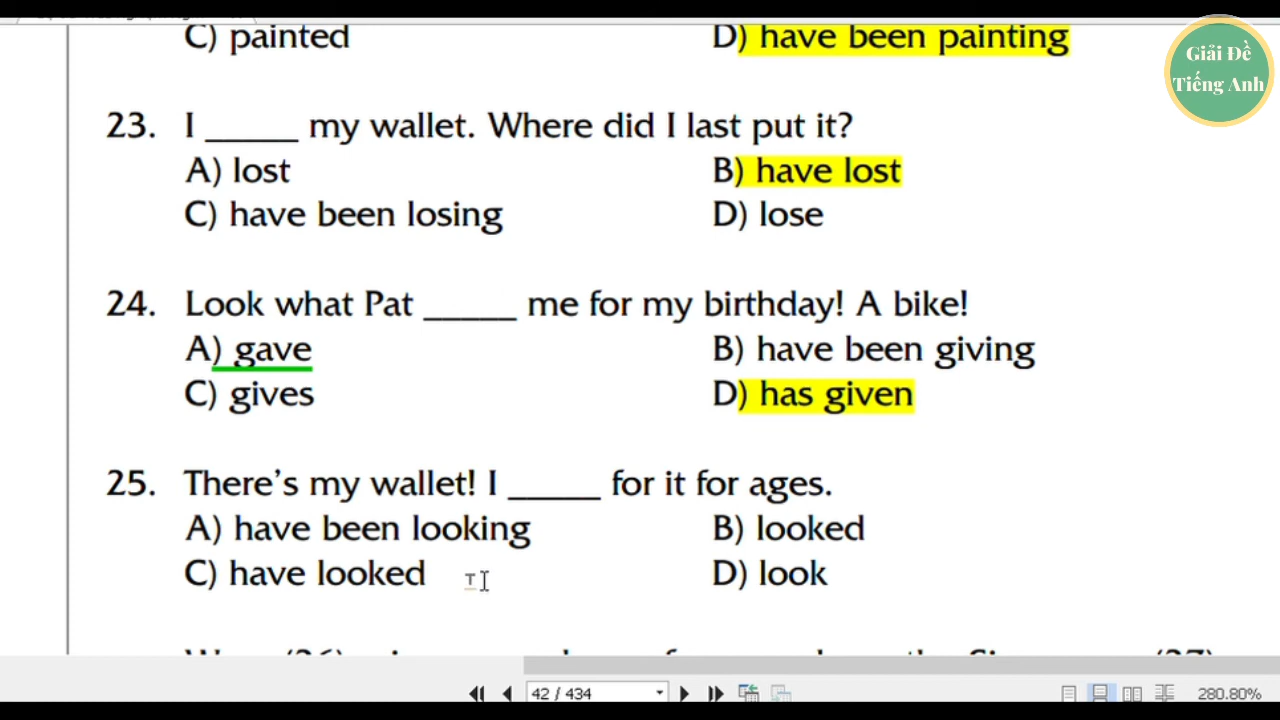 C) painted D) have been painting
Giải Đề
Tiếng Anh
23. I _____ my wallet. Where did I last put it?
A) lost B) have lost
C) have been losing D) lose
24. Look what Pat _____ me for my birthday! A bike!
A) gave B) have been giving
C) gives D) has given
25. There's my wallet! I _____ for it for ages.
A) have been looking B) looked
C) have looked D) look
42 / 434 280.80%